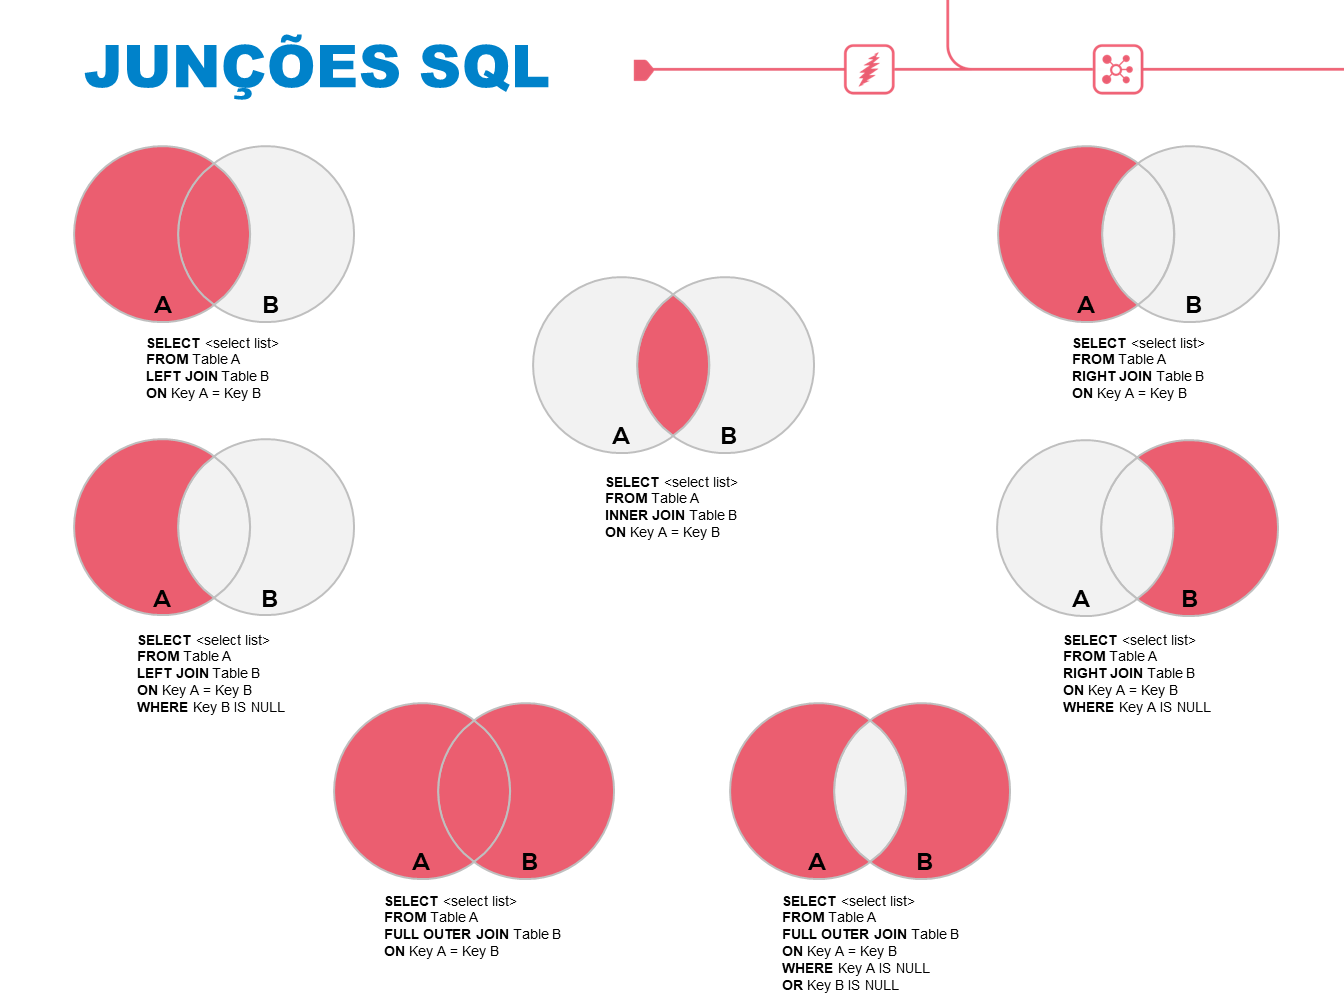 JUNÇÕES SQL
A B
SELECT <select list>
FROM Table A
LEFT JOIN Table B
ON Key A = Key B
A B
SELECT <select list>
FROM Table A
RIGHT JOIN Table B
ON Key A = Key B
A B
SELECT <select list>
FROM Table A
INNER JOIN Table B
ON Key A = Key B
A B
SELECT <select list>
FROM Table A
LEFT JOIN Table B
ON Key A = Key B
WHERE Key B IS NULL
A B
SELECT <select list>
FROM Table A
RIGHT JOIN Table B
ON Key A = Key B
WHERE Key A IS NULL
A B
SELECT <select list>
FROM Table A
FULL OUTER JOIN Table B
ON Key A = Key B
A B
SELECT <select list>
FROM Table A
FULL OUTER JOIN Table B
ON Key A = Key B
WHERE Key A IS NULL
OR Key B IS NULL